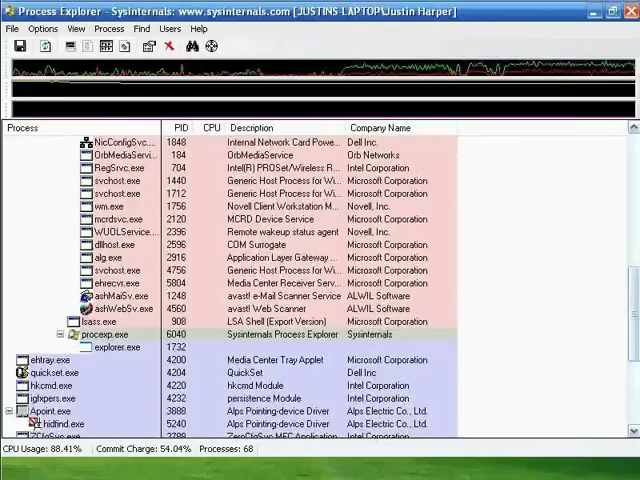 Process Explorer - Sysinternals: www.sysinternals.com [JUSTINS-LAPTOP\Justin Harper]
File Options View Process Find Users Help
Process PID CPU Description Company Name
NicConfigSvc.... 1848 Internal Network Card Powe... Dell Inc.
OrbMediaServi... 184 OrbMediaService Orb Networks
RegSrvc.exe 704 Intel(R) PROSet/Wireless R... Intel Corporation
svchost.exe 1440 Generic Host Process for Wi... Microsoft Corporation
svchost.exe 1712 Generic Host Process for Wi... Microsoft Corporation
wm.exe 1756 Novell Client Workstation M... Novell, Inc.
mcrdsvc.exe 2120 MCRD Device Service Microsoft Corporation
WUOLService.... 2396 Remote wakeup status agent Novell, Inc.
dllhost.exe 2596 COM Surrogate Microsoft Corporation
alg.exe 2916 Application Layer Gateway ... Microsoft Corporation
svchost.exe 4756 Generic Host Process for Wi... Microsoft Corporation
ehrecvr.exe 5804 Media Center Receiver Serv... Microsoft Corporation
ashMaiSv.exe 1248 avast! e-Mail Scanner Service ALWIL Software
ashWebSv.exe 4560 avast! Web Scanner ALWIL Software
lsass.exe 908 LSA Shell (Export Version) Microsoft Corporation
procexp.exe 6040 Sysinternals Process Explorer Sysinternals
explorer.exe 1732
ehtray.exe 4200 Media Center Tray Applet Microsoft Corporation
quickset.exe 4204 QuickSet Dell Inc
hkcmd.exe 4220 hkcmd Module Intel Corporation
igfxpers.exe 4232 persistence Module Intel Corporation
Apoint.exe 3888 Alps Pointing-device Driver Alps Electric Co., Ltd.
hidfind.exe 5240 Alps Pointing-device Driver Alps Electric Co., Ltd.
ZCfgSvc.exe 3788 ZeroCfgSvc MFC Application Intel Corporation
CPU Usage: 88.41% Commit Charge: 54.04% Processes: 68